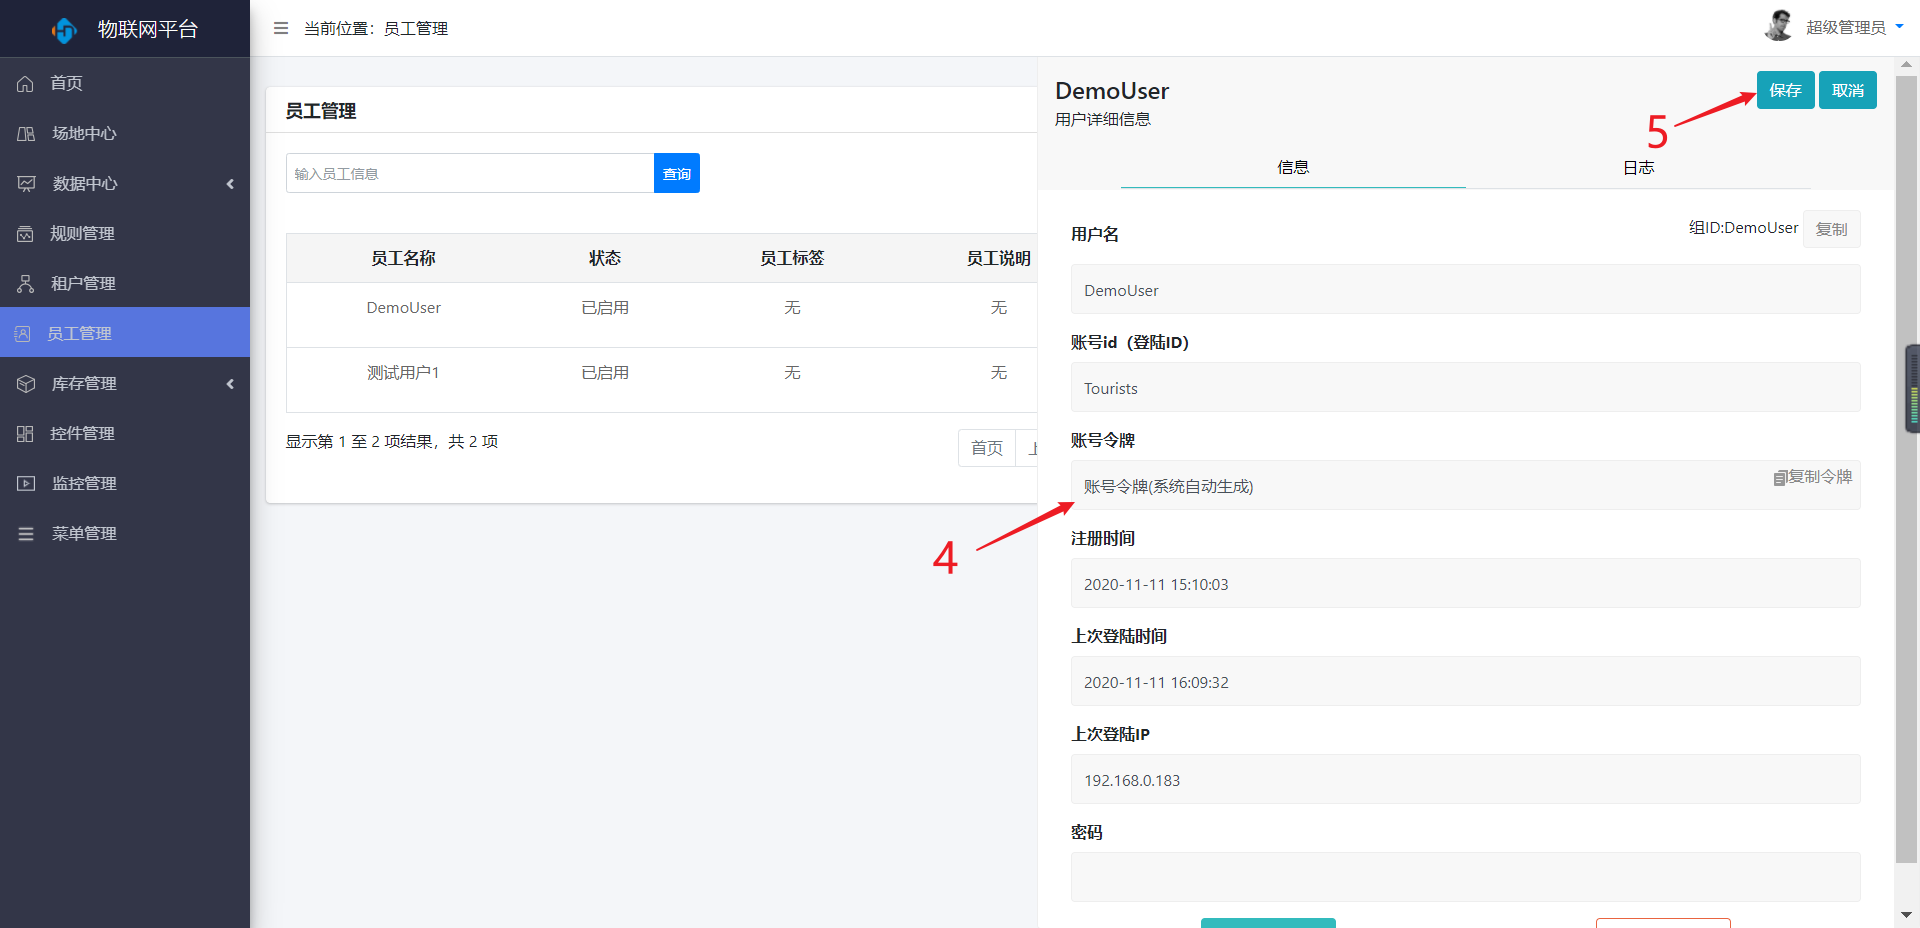 物联网平台
当前位置：员工管理
超级管理员
首页
场地中心
数据中心
规则管理
租户管理
员工管理
库存管理
控件管理
监控管理
菜单管理
员工管理
输入员工信息 查询
员工名称 状态 员工标签 员工说明
DemoUser 已启用 无 无
测试用户1 已启用 无 无
显示第 1 至 2 项结果，共 2 项
首页
DemoUser
用户详细信息
保存 取消
5
信息 日志
用户名
组ID:DemoUser 复制
DemoUser
账号id（登陆ID）
Tourists
账号令牌
账号令牌(系统自动生成)
复制令牌
4
注册时间
2020-11-11 15:10:03
上次登陆时间
2020-11-11 16:09:32
上次登陆IP
192.168.0.183
密码